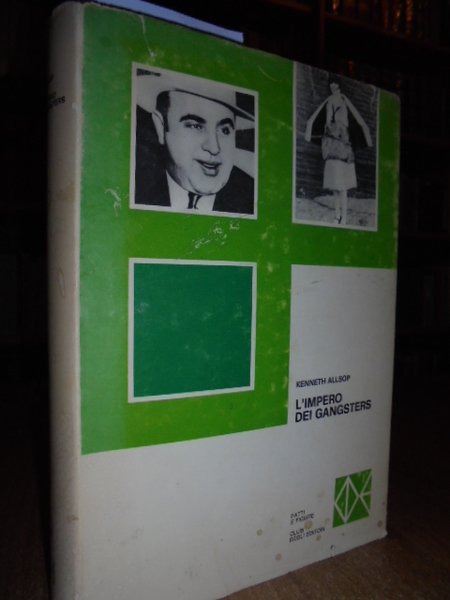 KENNETH ALLSOP
L'IMPERO
DEI GANGSTERS
FATTI
E FIGURE
CLUB
DEGLI EDITORI